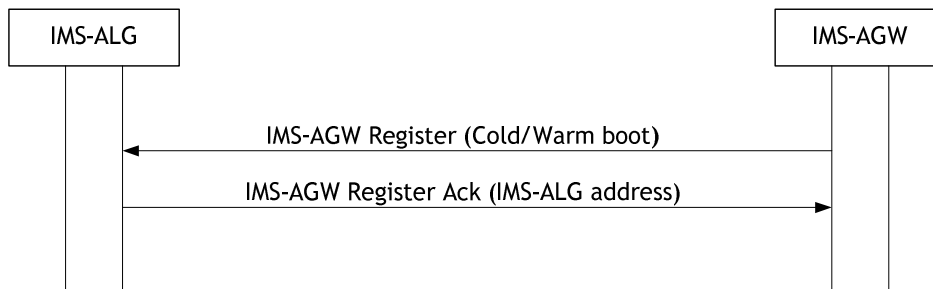 IMS-ALG
IMS-AGW
IMS-AGW Register (Cold/Warm boot)
IMS-AGW Register Ack (IMS-ALG address)